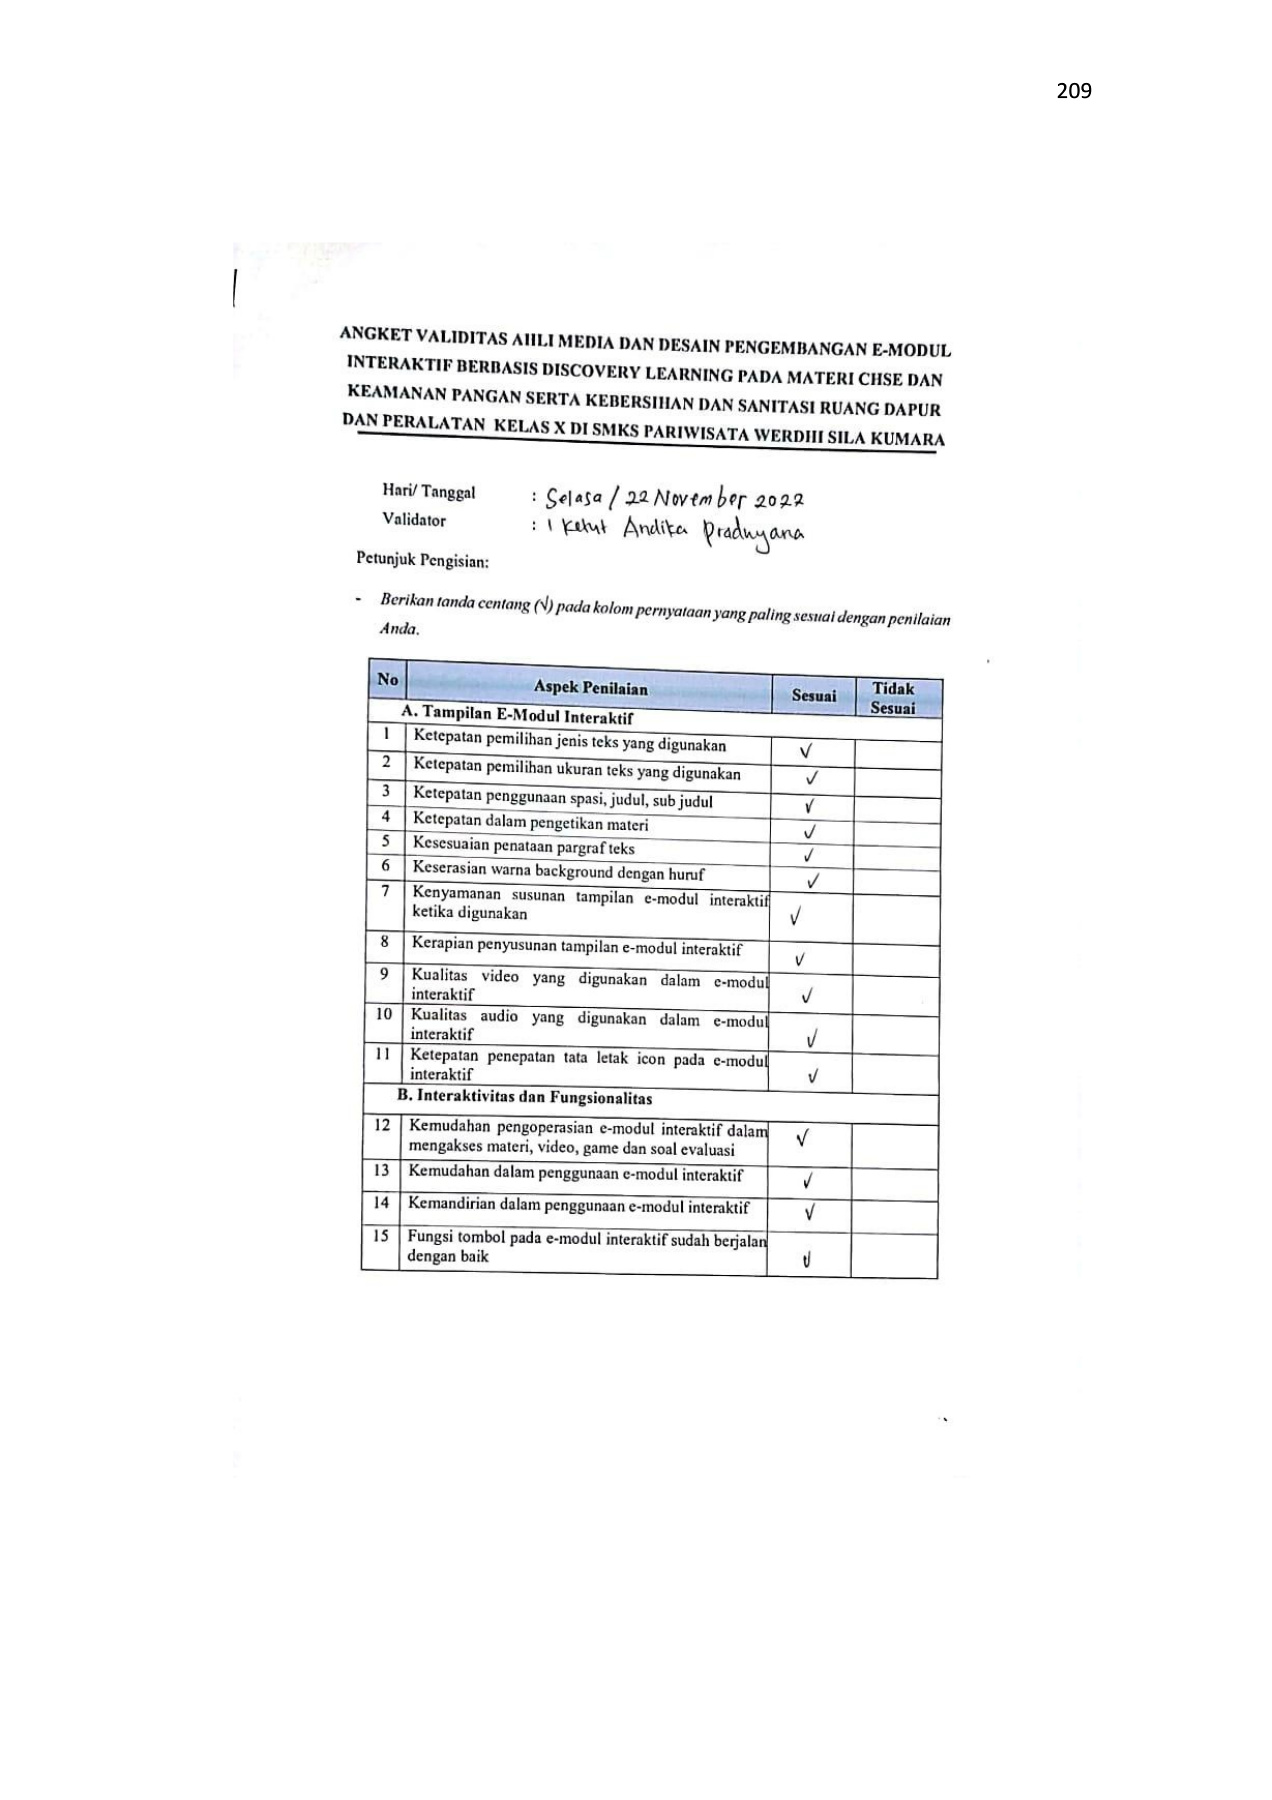 209
ANGKET VALIDITAS AHLI MEDIA DAN DESAIN PENGEMBANGAN E-MODUL
INTERAKTIF BERBASIS DISCOVERY LEARNING PADA MATERI CHSE DAN
KEAMANAN PANGAN SERTA KEBERSIHAN DAN SANITASI RUANG DAPUR
DAN PERALATAN KELAS X DI SMKS PARIWISATA WERDHI SILA KUMARA
Hari/ Tanggal : Selasa / 22 November 2022
Validator : I Ketut Andika Pradnyana
Petunjuk Pengisian:
- Berikan tanda centang (√) pada kolom pernyataan yang paling sesuai dengan penilaian
Anda.
No Aspek Penilaian Sesuai Tidak
Sesuai
A. Tampilan E-Modul Interaktif
1 Ketepatan pemilihan jenis teks yang digunakan √
2 Ketepatan pemilihan ukuran teks yang digunakan √
3 Ketepatan penggunaan spasi, judul, sub judul √
4 Ketepatan dalam pengetikan materi √
5 Kesesuaian penataan pargraf teks √
6 Keserasian warna background dengan huruf √
7 Kenyamanan susunan tampilan e-modul interaktif
ketika digunakan √
8 Kerapian penyusunan tampilan e-modul interaktif √
9 Kualitas video yang digunakan dalam e-modul
interaktif √
10 Kualitas audio yang digunakan dalam e-modul
interaktif √
11 Ketepatan penepatan tata letak icon pada e-modul
interaktif √
B. Interaktivitas dan Fungsionalitas
12 Kemudahan pengoperasian e-modul interaktif dalam
mengakses materi, video, game dan soal evaluasi √
13 Kemudahan dalam penggunaan e-modul interaktif √
14 Kemandirian dalam penggunaan e-modul interaktif √
15 Fungsi tombol pada e-modul interaktif sudah berjalan
dengan baik √